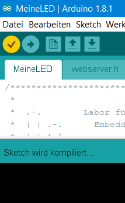 MeineLED | Arduino 1.8.1
Datei Bearbeiten Sketch Werk
MeineLED webserver.h
/********************
*
* .-. Labor fü
* | | .-. Embedd
Sketch wird kompiliert...